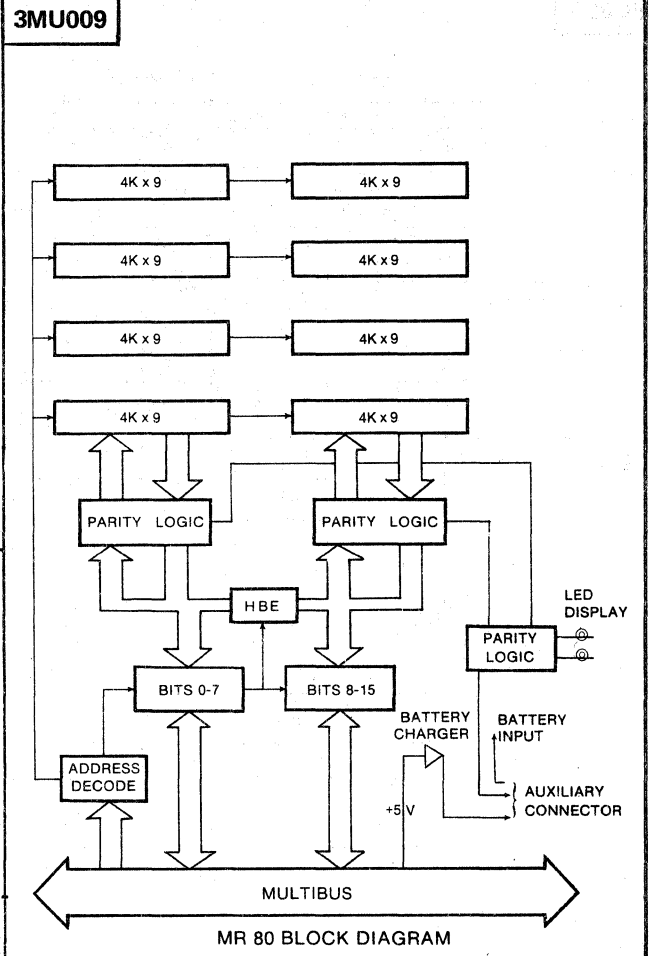 3MU009
4K x 9
4K x 9
4K x 9
4K x 9
4K x 9
4K x 9
4K x 9
4K x 9
PARITY LOGIC
PARITY LOGIC
HBE
LED
DISPLAY
PARITY
LOGIC
BITS 0-7
BITS 8-15
BATTERY
CHARGER
BATTERY
INPUT
ADDRESS
DECODE
+5V
AUXILIARY
CONNECTOR
MULTIBUS
MR 80 BLOCK DIAGRAM